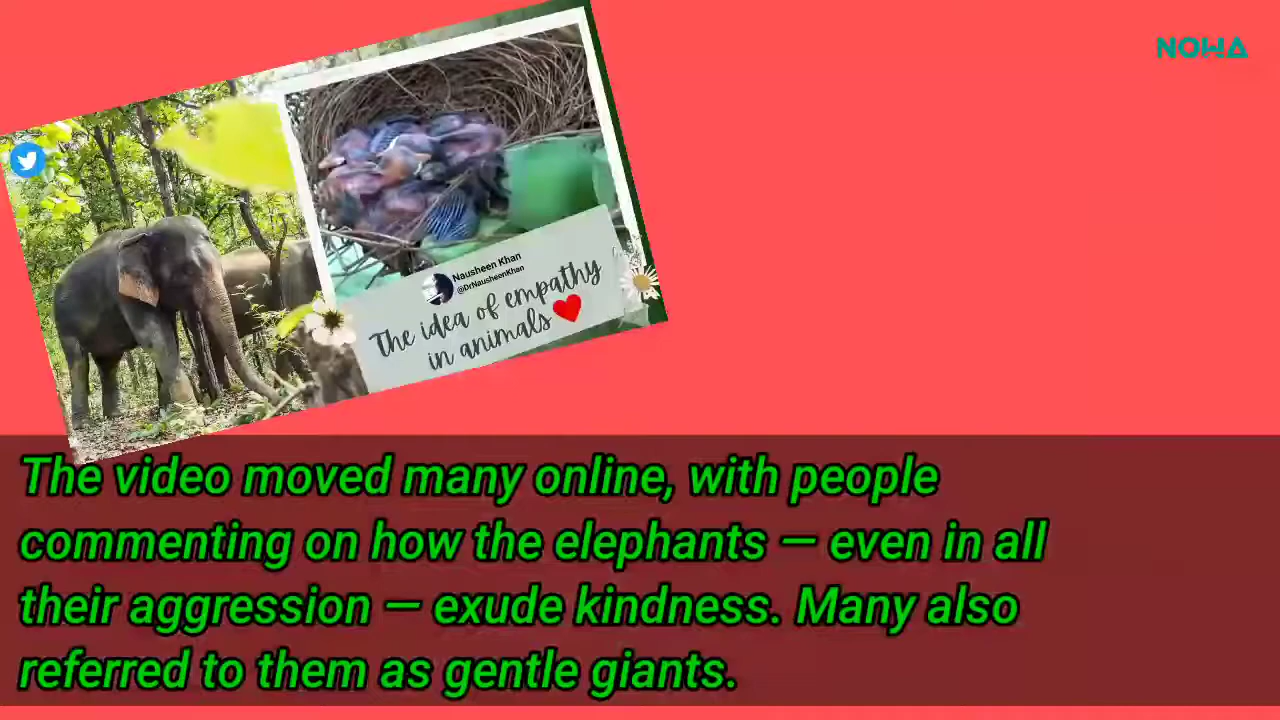 NOWA
Nausheen Khan
@DrNausheenKhan
The idea of empathy
in animals
The video moved many online, with people
commenting on how the elephants — even in all
their aggression — exude kindness. Many also
referred to them as gentle giants.